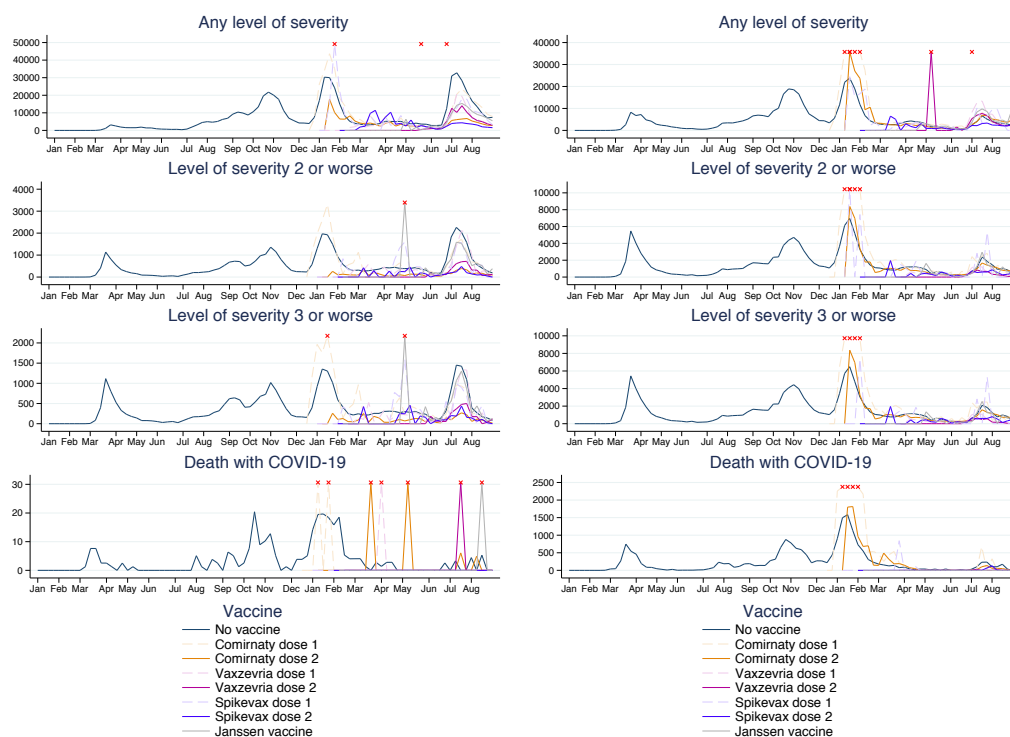 Any level of severity
50000
40000
30000
20000
10000
0
Jan Feb Mar Apr May Jun Jul Aug Sep Oct Nov Dec Jan Feb Mar Apr May Jun Jul Aug
Level of severity 2 or worse
4000
3000
2000
1000
0
Jan Feb Mar Apr May Jun Jul Aug Sep Oct Nov Dec Jan Feb Mar Apr May Jun Jul Aug
Level of severity 3 or worse
2000
1500
1000
500
0
Jan Feb Mar Apr May Jun Jul Aug Sep Oct Nov Dec Jan Feb Mar Apr May Jun Jul Aug
Death with COVID-19
30
20
10
0
Jan Feb Mar Apr May Jun Jul Aug Sep Oct Nov Dec Jan Feb Mar Apr May Jun Jul Aug
Vaccine
No vaccine
Comirnaty dose 1
Comirnaty dose 2
Vaxzevria dose 1
Vaxzevria dose 2
Spikevax dose 1
Spikevax dose 2
Janssen vaccine
Any level of severity
40000
30000
20000
10000
0
Jan Feb Mar Apr May Jun Jul Aug Sep Oct Nov Dec Jan Feb Mar Apr May Jun Jul Aug
Level of severity 2 or worse
10000
8000
6000
4000
2000
0
Jan Feb Mar Apr May Jun Jul Aug Sep Oct Nov Dec Jan Feb Mar Apr May Jun Jul Aug
Level of severity 3 or worse
10000
8000
6000
4000
2000
0
Jan Feb Mar Apr May Jun Jul Aug Sep Oct Nov Dec Jan Feb Mar Apr May Jun Jul Aug
Death with COVID-19
2500
2000
1500
1000
500
0
Jan Feb Mar Apr May Jun Jul Aug Sep Oct Nov Dec Jan Feb Mar Apr May Jun Jul Aug
Vaccine
No vaccine
Comirnaty dose 1
Comirnaty dose 2
Vaxzevria dose 1
Vaxzevria dose 2
Spikevax dose 1
Spikevax dose 2
Janssen vaccine